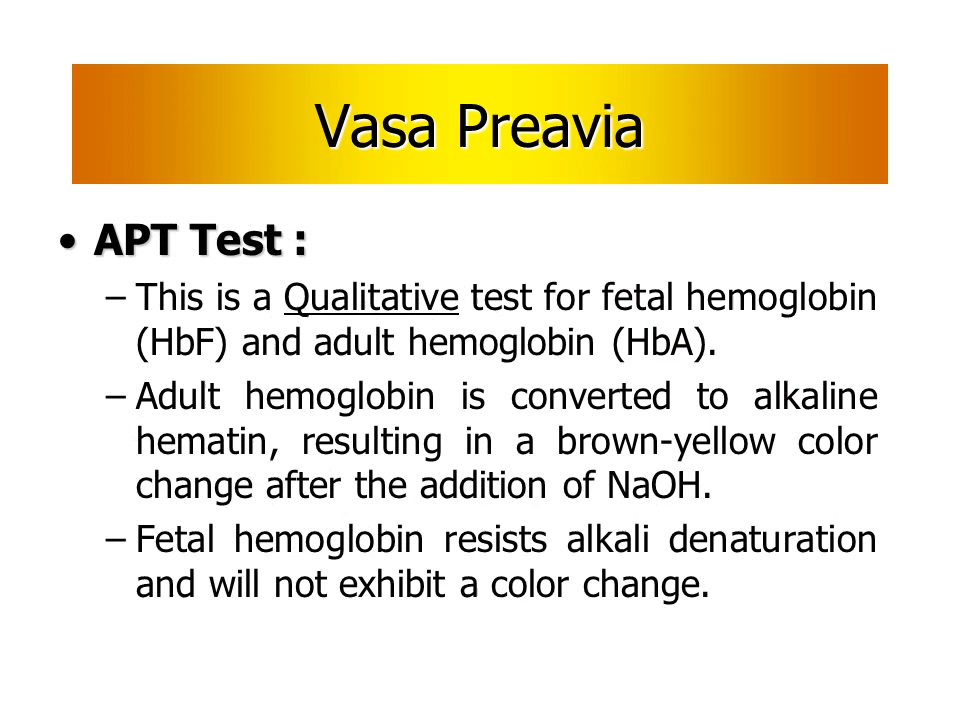 Vasa Preavia
• APT Test :
– This is a Qualitative test for fetal hemoglobin
(HbF) and adult hemoglobin (HbA).
– Adult hemoglobin is converted to alkaline
hematin, resulting in a brown-yellow color
change after the addition of NaOH.
– Fetal hemoglobin resists alkali denaturation
and will not exhibit a color change.